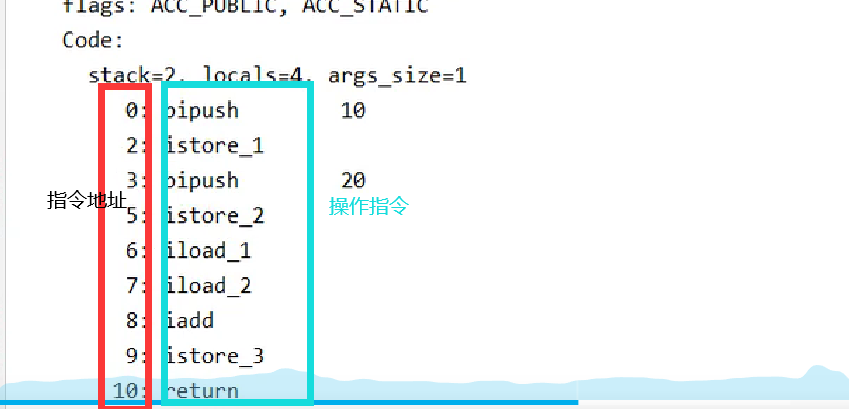 flags: ACC_PUBLIC, ACC_STATIC
Code:
stack=2, locals=4, args_size=1
0: bipush 10
2: istore_1
3: bipush 20
指令地址
操作指令
5: istore_2
6: iload_1
7: iload_2
8: iadd
9: istore_3
10: return